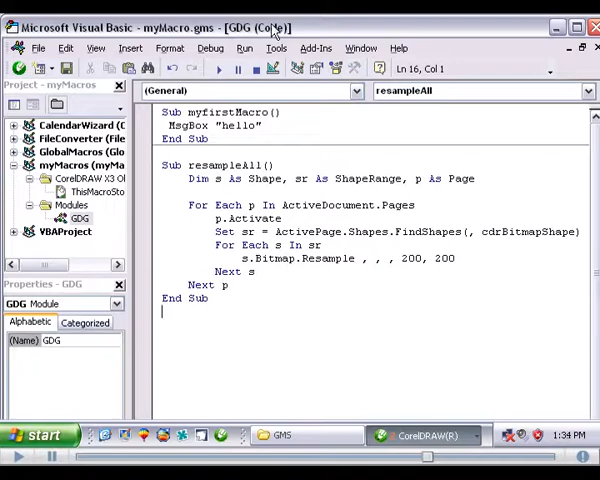 Microsoft Visual Basic - myMacro.gms - [GDG (Code)]
File Edit View Insert Format Debug Run Tools Add-Ins Window Help
Ln 16, Col 1
Project - myMacros
(General) resampleAll
CalendarWizard (C
FileConverter (File
GlobalMacros (Glo
myMacros (myMacro
CorelDRAW X3 O
ThisMacroSto
Modules
GDG
VBAProject
Properties - GDG
GDG Module
Alphabetic Categorized
(Name) GDG
Sub myfirstMacro()
MsgBox "hello"
End Sub
Sub resampleAll()
Dim s As Shape, sr As ShapeRange, p As Page
For Each p In ActiveDocument.Pages
p.Activate
Set sr = ActivePage.Shapes.FindShapes(, cdrBitmapShape)
For Each s In sr
s.Bitmap.Resample , , , 200, 200
Next s
Next p
End Sub
start GMS CorelDRAW(R) 1:34 PM